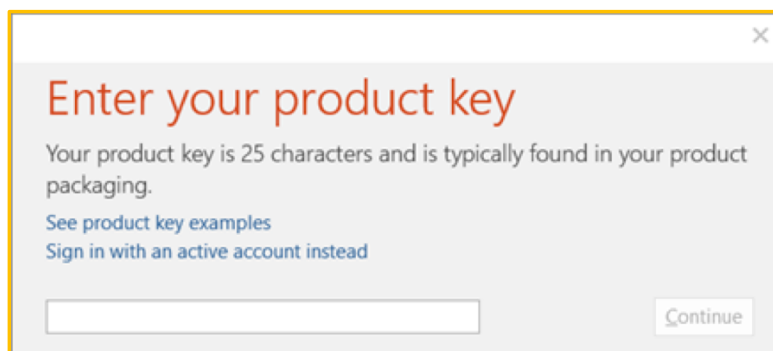 Enter your product key
Your product key is 25 characters and is typically found in your product
packaging.
See product key examples
Sign in with an active account instead
Continue